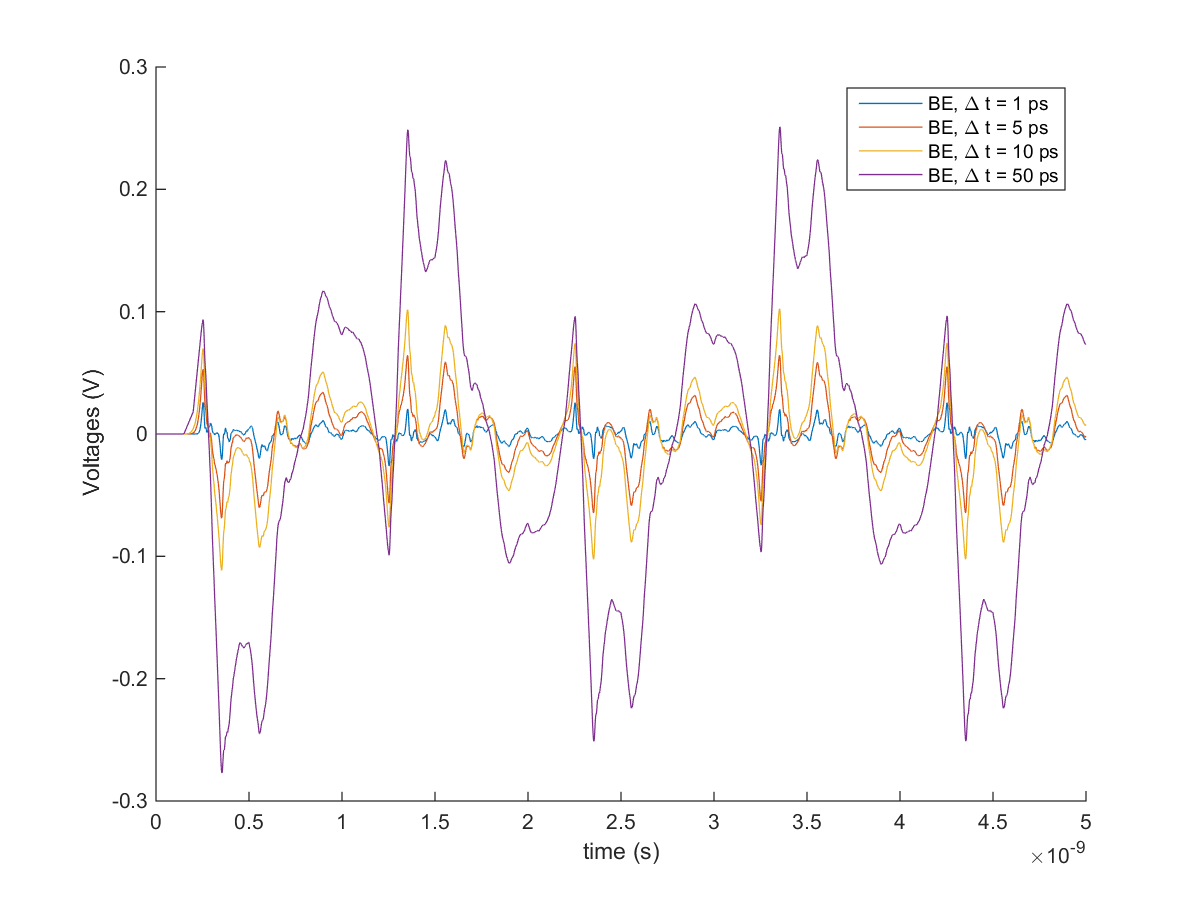 0.3
BE, Δ t = 1 ps
BE, Δ t = 5 ps
BE, Δ t = 10 ps
BE, Δ t = 50 ps
0.2
0.1
0
-0.1
-0.2
-0.3
Voltages (V)
0 0.5 1 1.5 2 2.5 3 3.5 4 4.5 5
time (s)
×10-9